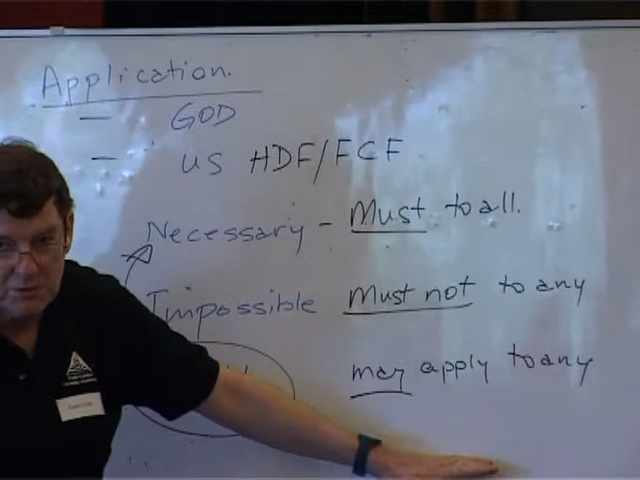 Application.
— GOD
— US HDF/FCF
Necessary - Must to all.
Impossible Must not to any
may apply to any